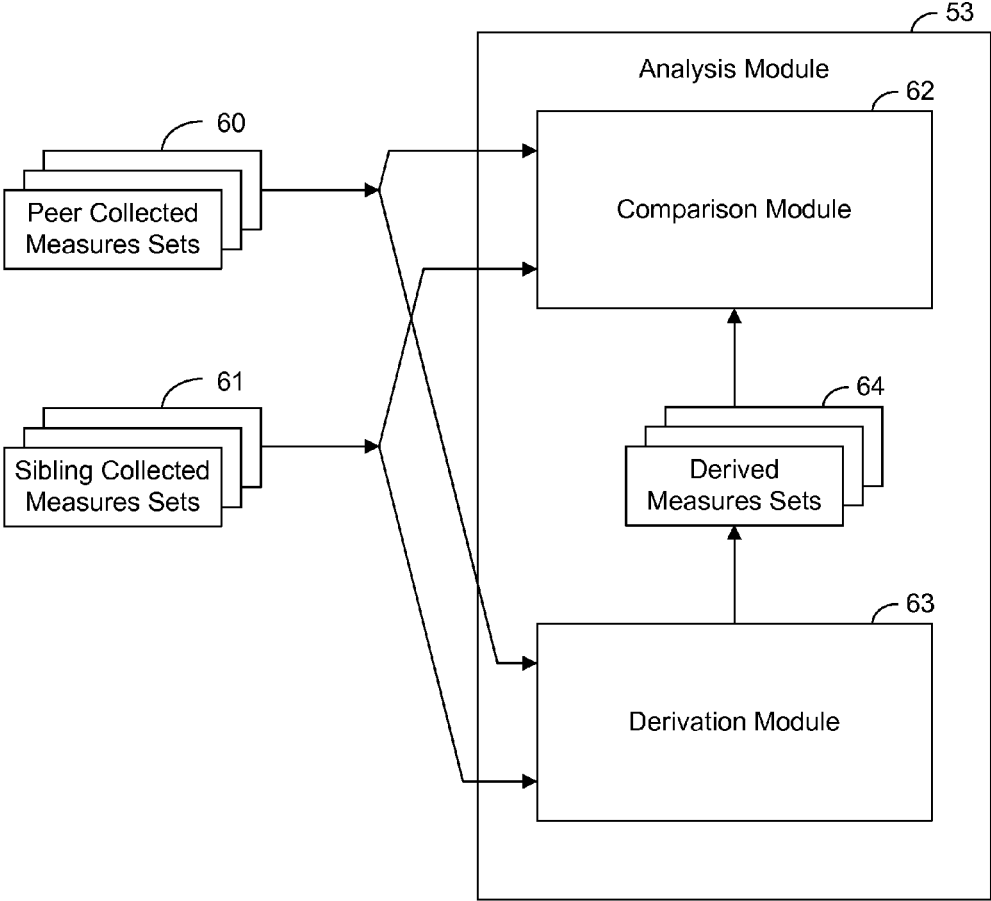 53
Analysis Module
62
60
Peer Collected
Measures Sets
Comparison Module
61
Sibling Collected
Measures Sets
64
Derived
Measures Sets
63
Derivation Module